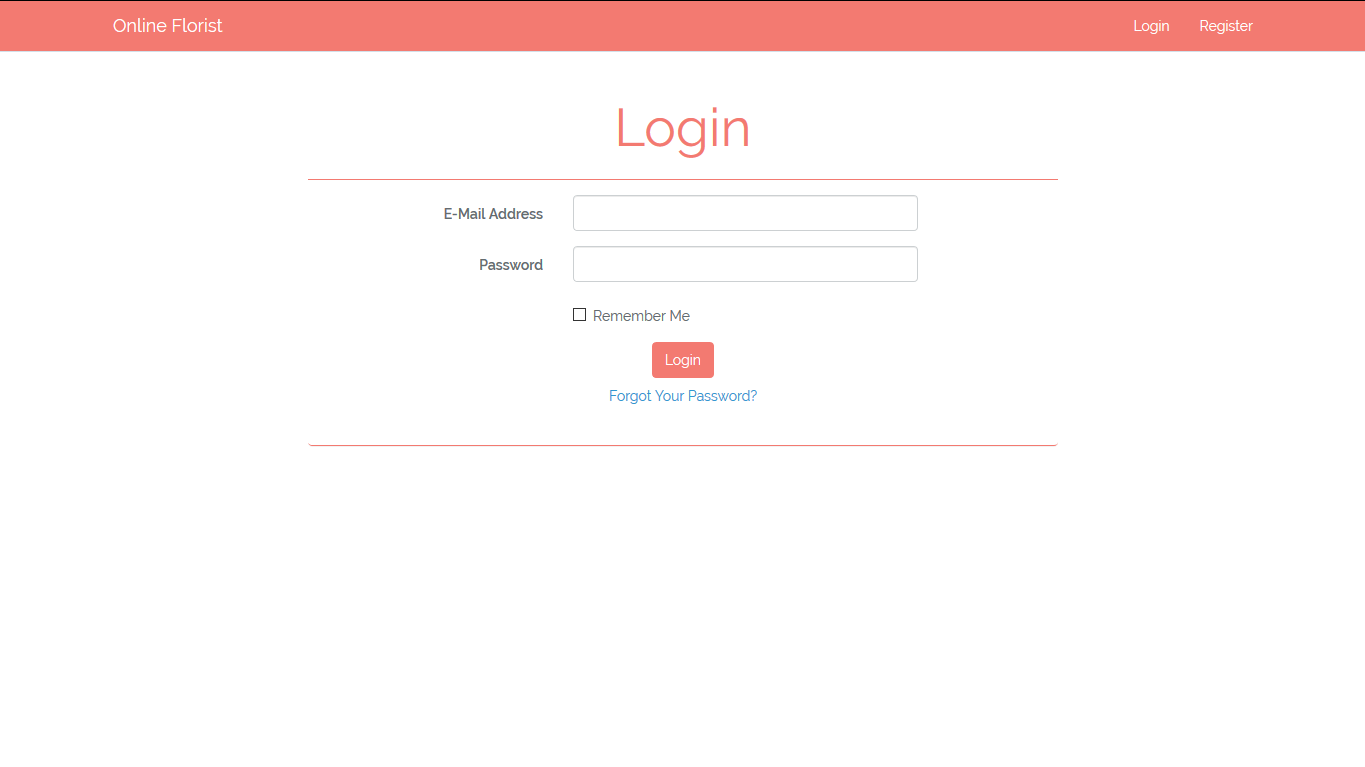 Online Florist Login Register
Login
E-Mail Address
Password
Remember Me
Login
Forgot Your Password?